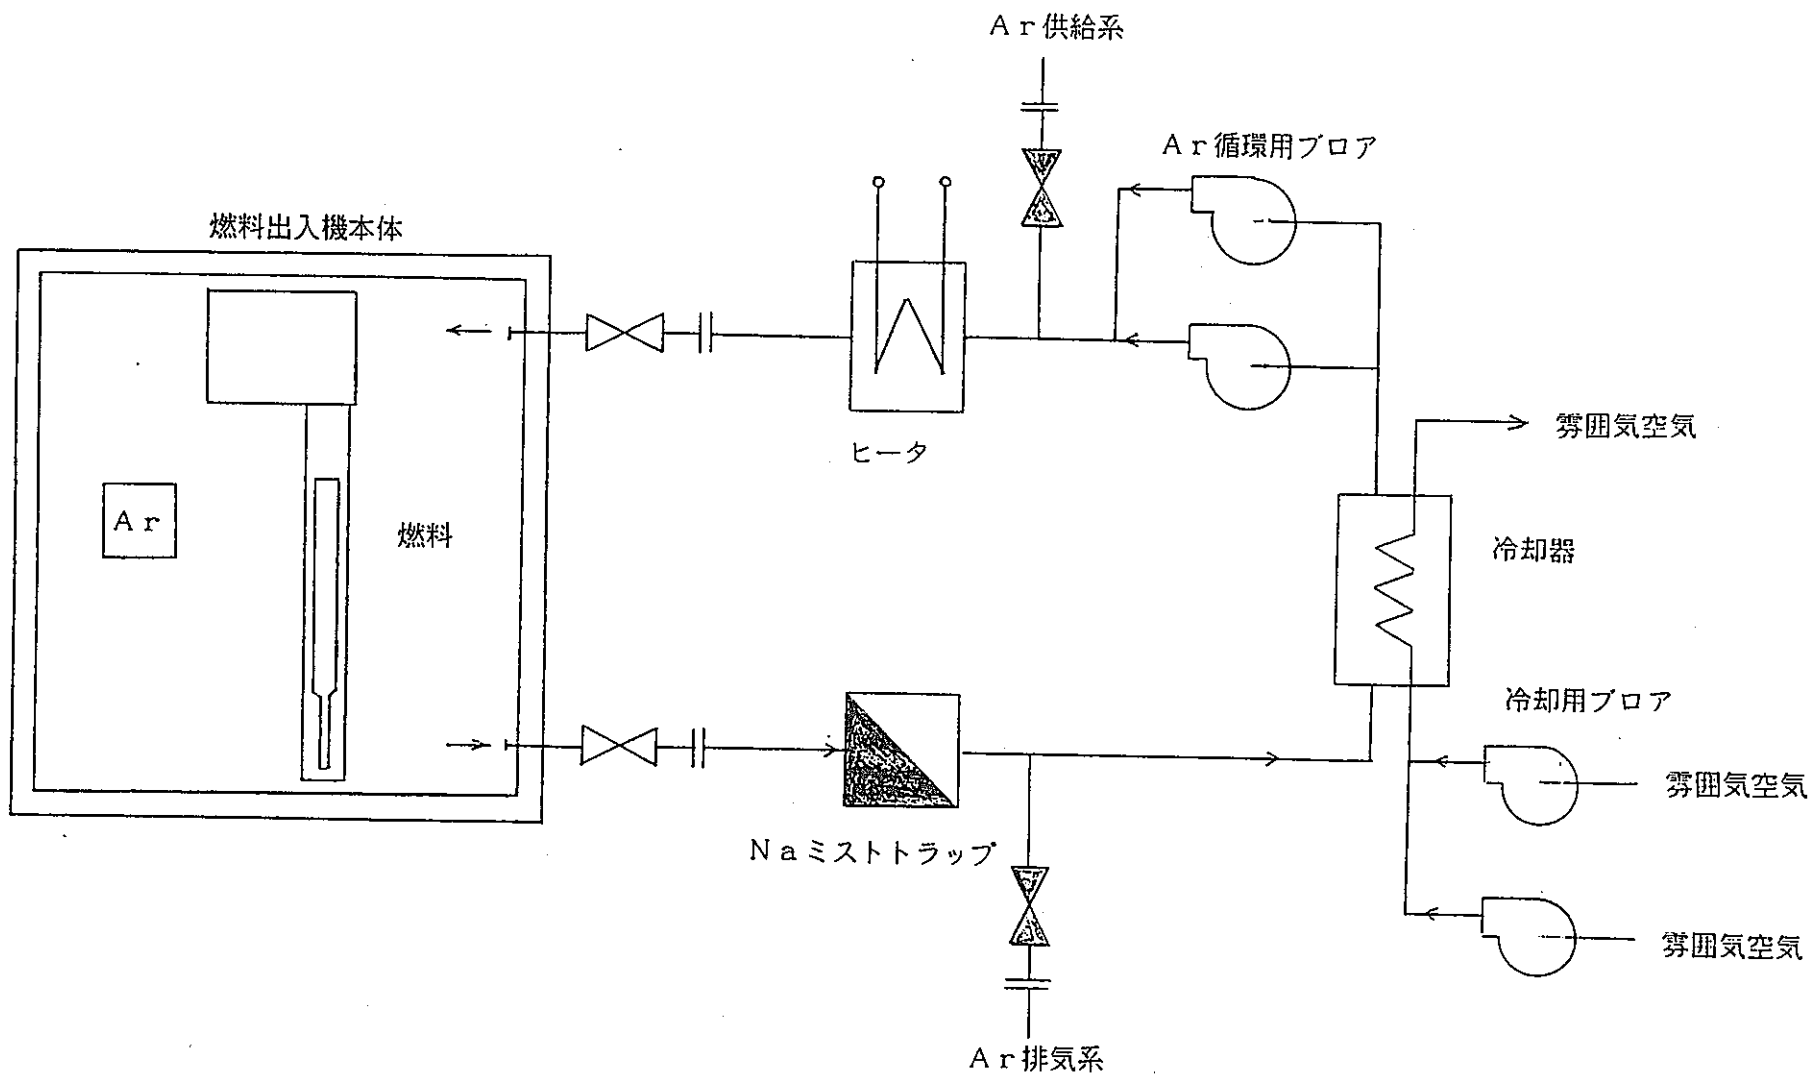 Ａｒ供給系
Ａｒ循環用ブロア
燃料出入機本体
雰囲気空気
ヒータ
Ａｒ
燃料
冷却器
冷却用ブロア
雰囲気空気
Ｎａミストトラップ
雰囲気空気
Ａｒ排気系